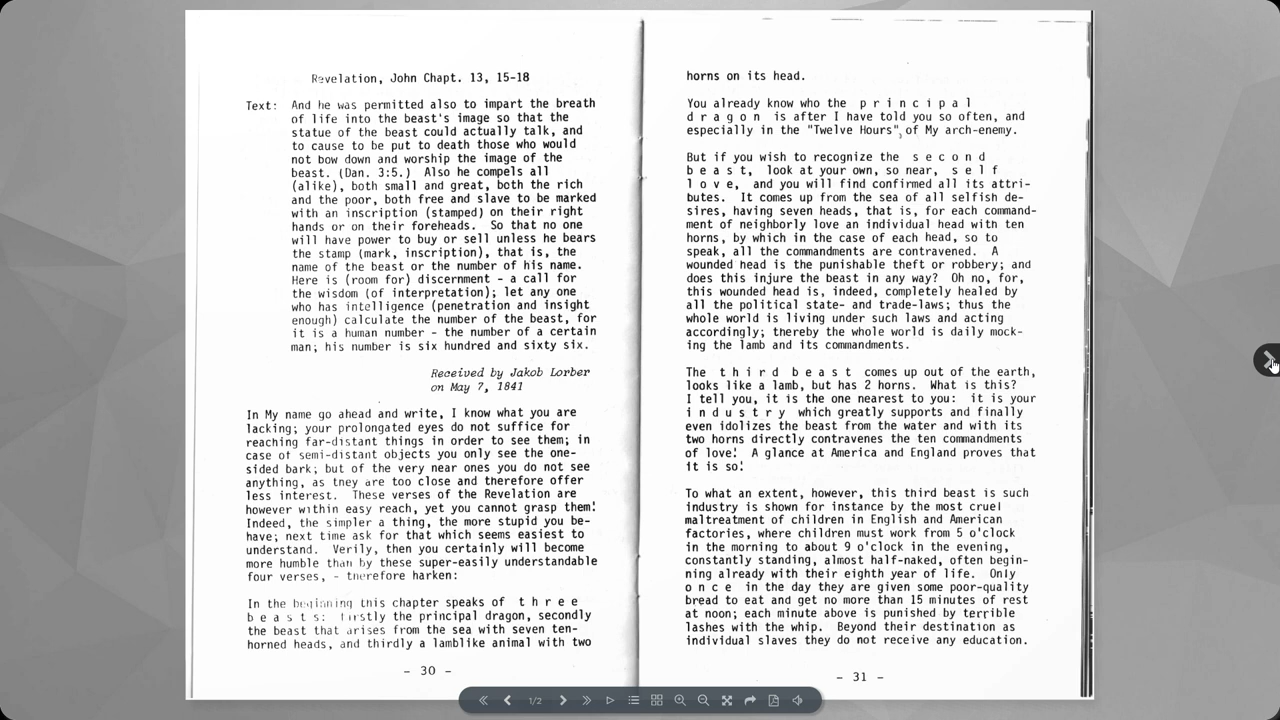 Revelation, John Chapt. 13, 15-18
Text: And he was permitted also to impart the breath
of life into the beast's image so that the
statue of the beast could actually talk, and
to cause to be put to death those who would
not bow down and worship the image of the
beast. (Dan. 3:5.) Also he compels all
(alike), both small and great, both the rich
and the poor, both free and slave to be marked
with an inscription (stamped) on their right
hands or on their foreheads. So that no one
will have power to buy or sell unless he bears
the stamp (mark, inscription), that is, the
name of the beast or the number of his name.
Here is (room for) discernment - a call for
the wisdom (of interpretation); let any one
who has intelligence (penetration and insight
enough) calculate the number of the beast, for
it is a human number - the number of a certain
man; his number is six hundred and sixty six.
Received by Jakob Lorber
on May 7, 1841
In My name go ahead and write, I know what you are
lacking; your prolongated eyes do not suffice for
reaching far-distant things in order to see them; in
case of semi-distant objects you only see the one-
sided bark; but of the very near ones you do not see
anything, as they are too close and therefore offer
less interest. These verses of the Revelation are
however within easy reach, yet you cannot grasp them!
Indeed, the simpler a thing, the more stupid you be-
have; next time ask for that which seems easiest to
understand. Verily, then you certainly will become
more humble than by these super-easily understandable
four verses, - therefore harken:
In the beginning this chapter speaks of t h r e e
b e a s t s: firstly the principal dragon, secondly
the beast that arises from the sea with seven ten-
horned heads, and thirdly a lamblike animal with two
- 30 -
horns on its head.
You already know who the p r i n c i p a l
d r a g o n is after I have told you so often, and
especially in the "Twelve Hours", of My arch-enemy.
But if you wish to recognize the s e c o n d
b e a s t, look at your own, so near, s e l f
l o v e, and you will find confirmed all its attri-
butes. It comes up from the sea of all selfish de-
sires, having seven heads, that is, for each command-
ment of neighborly love an individual head with ten
horns, by which in the case of each head, so to
speak, all the commandments are contravened. A
wounded head is the punishable theft or robbery; and
does this injure the beast in any way? Oh no, for,
this wounded head is, indeed, completely healed by
all the political state- and trade-laws; thus the
whole world is living under such laws and acting
accordingly; thereby the whole world is daily mock-
ing the lamb and its commandments.
The t h i r d b e a s t comes up out of the earth,
looks like a lamb, but has 2 horns. What is this?
I tell you, it is the one nearest to you: it is your
i n d u s t r y which greatly supports and finally
even idolizes the beast from the water and with its
two horns directly contravenes the ten commandments
of love! A glance at America and England proves that
it is so!
To what an extent, however, this third beast is such
industry is shown for instance by the most cruel
maltreatment of children in English and American
factories, where children must work from 5 o'clock
in the morning to about 9 o'clock in the evening,
constantly standing, almost half-naked, often begin-
ning already with their eighth year of life. Only
o n c e in the day they are given some poor-quality
bread to eat and get no more than 15 minutes of rest
at noon; each minute above is punished by terrible
lashes with the whip. Beyond their destination as
individual slaves they do not receive any education.
- 31 -
1/2